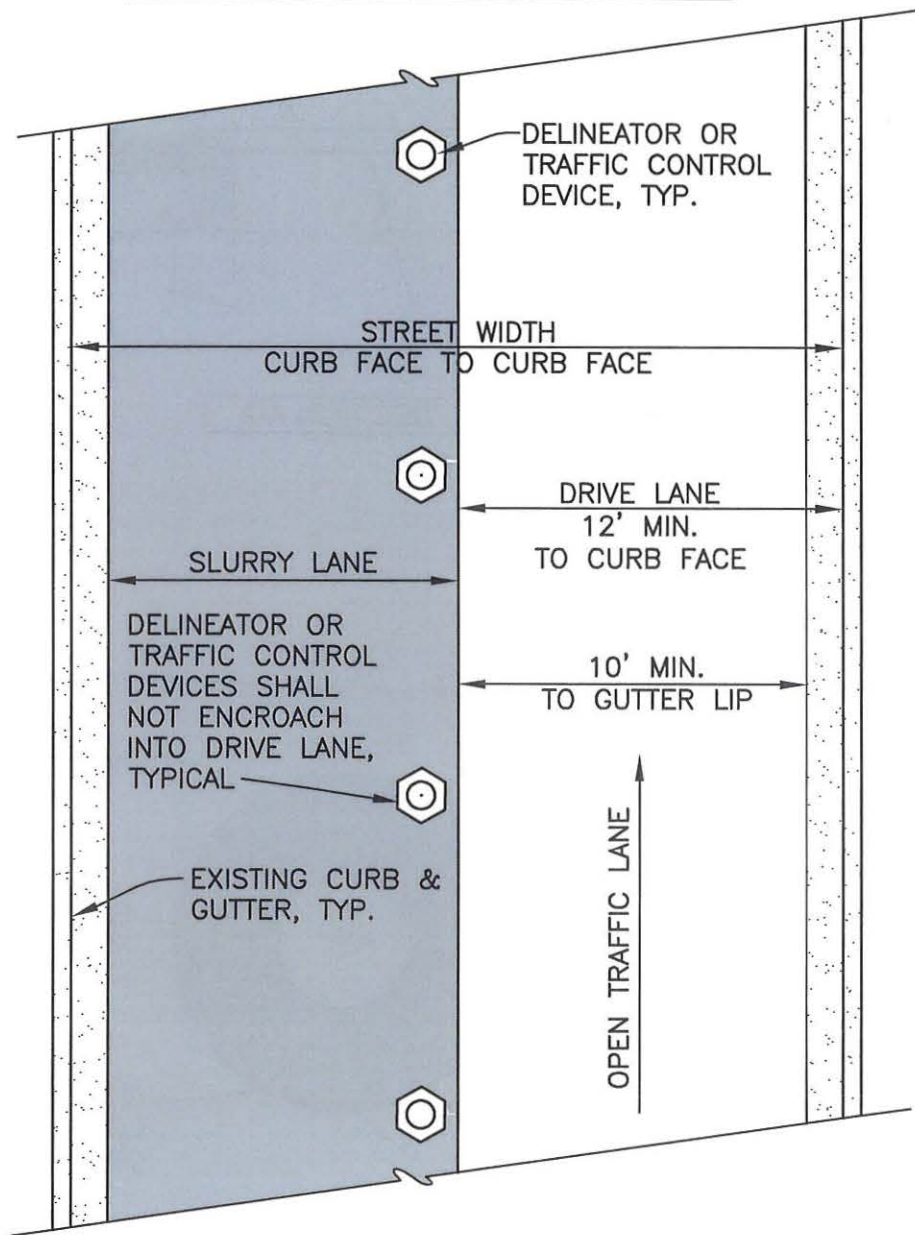 DELINEATOR OR
TRAFFIC CONTROL
DEVICE, TYP.
STREET WIDTH
CURB FACE TO CURB FACE
DRIVE LANE
12' MIN.
TO CURB FACE
SLURRY LANE
DELINEATOR OR
TRAFFIC CONTROL
DEVICES SHALL
NOT ENCROACH
INTO DRIVE LANE,
TYPICAL
10' MIN.
TO GUTTER LIP
EXISTING CURB &
GUTTER, TYP.
OPEN TRAFFIC LANE